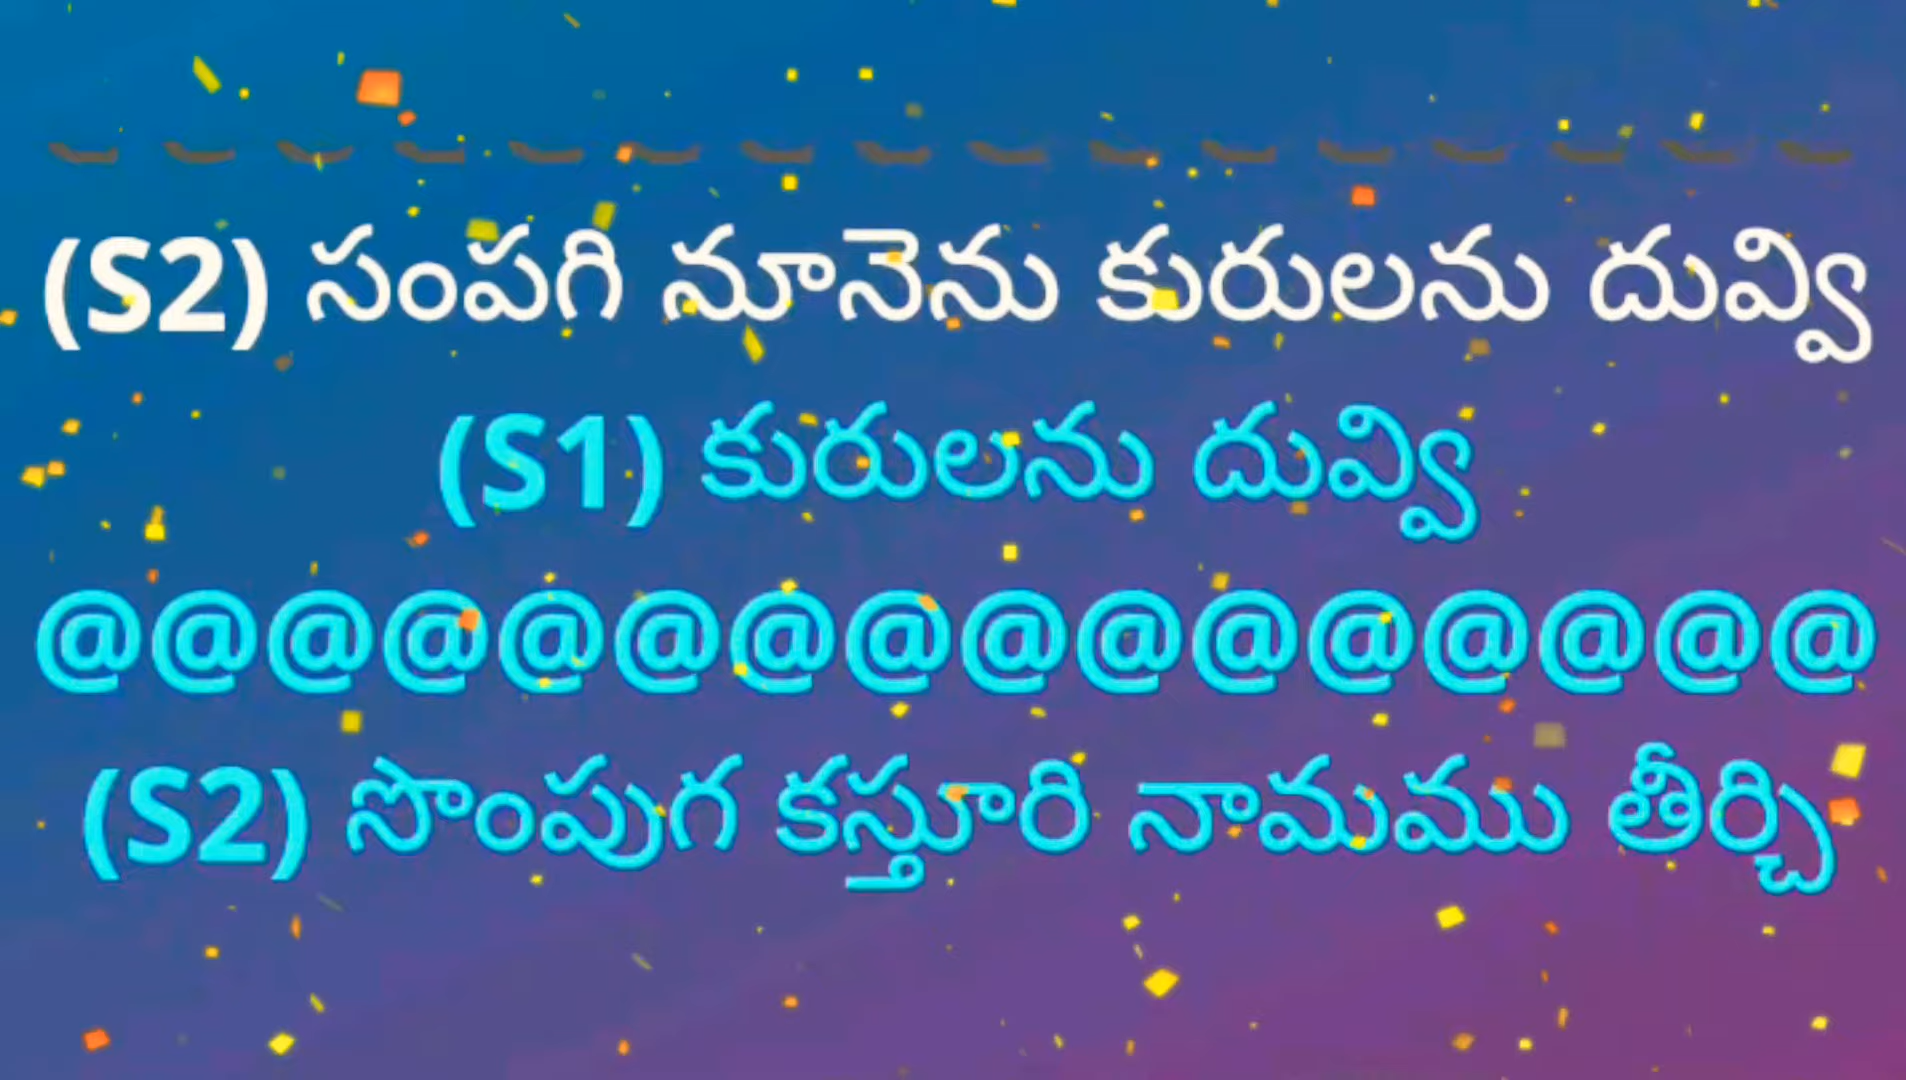 (S2) సంపగి నూనెను కురులను దువ్వి
(S1) కురులను దువ్వి
@@@@@@@@@@@@@@@@
(S2) సొంపుగ కస్తూరి నామము తీర్చి